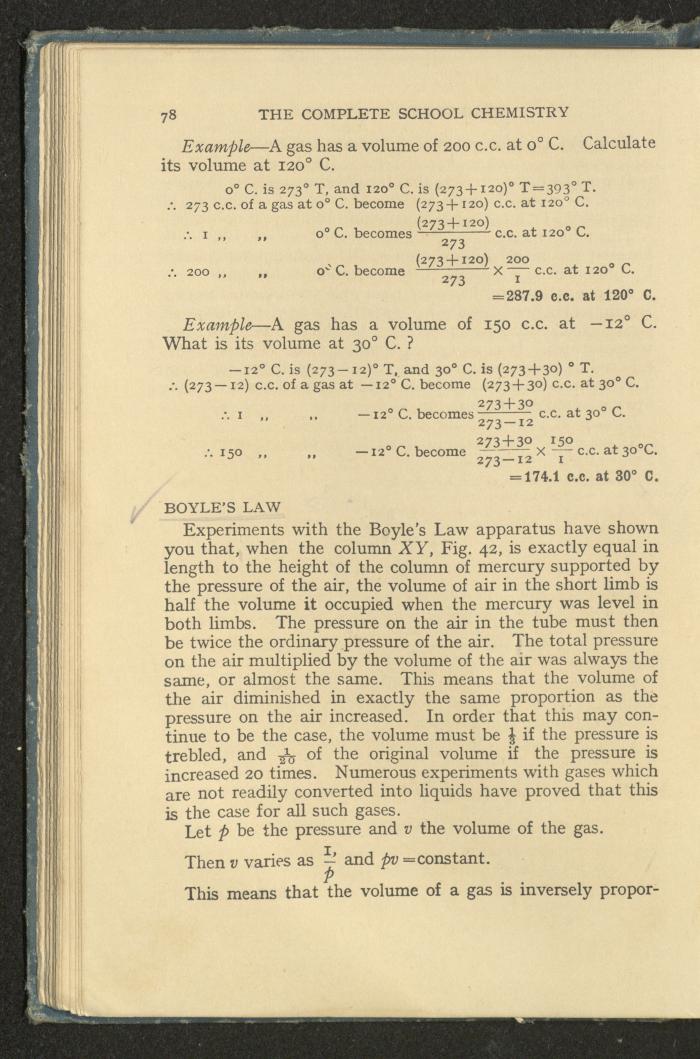 78 THE COMPLETE SCHOOL CHEMISTRY
Example—A gas has a volume of 200 c.c. at 0° C. Calculate
its volume at 120° C.
0° C. is 273° T, and 120° C. is (273+120)° T=393° T.
∴ 273 c.c. of a gas at 0° C. become (273+120) c.c. at 120° C.
∴ 1 ,, ,, 0° C. becomes (273+120)/273 c.c. at 120° C.
∴ 200 ,, ,, 0° C. become (273+120)/273 × 200/1 c.c. at 120° C.
=287.9 c.c. at 120° C.
Example—A gas has a volume of 150 c.c. at −12° C.
What is its volume at 30° C. ?
−12° C. is (273−12)° T, and 30° C. is (273+30) ° T.
∴ (273−12) c.c. of a gas at −12° C. become (273+30) c.c. at 30° C.
∴ 1 ,, ,, −12° C. becomes 273+30/273−12 c.c. at 30° C.
∴ 150 ,, ,, −12° C. become 273+30/273−12 × 150/1 c.c. at 30°C.
=174.1 c.c. at 30° C.
BOYLE'S LAW
Experiments with the Boyle's Law apparatus have shown
you that, when the column XY, Fig. 42, is exactly equal in
length to the height of the column of mercury supported by
the pressure of the air, the volume of air in the short limb is
half the volume it occupied when the mercury was level in
both limbs. The pressure on the air in the tube must then
be twice the ordinary pressure of the air. The total pressure
on the air multiplied by the volume of the air was always the
same, or almost the same. This means that the volume of
the air diminished in exactly the same proportion as the
pressure on the air increased. In order that this may con-
tinue to be the case, the volume must be 1/3 if the pressure is
trebled, and 1/20 of the original volume if the pressure is
increased 20 times. Numerous experiments with gases which
are not readily converted into liquids have proved that this
is the case for all such gases.
Let p be the pressure and v the volume of the gas.
Then v varies as 1/p, and pv=constant.
This means that the volume of a gas is inversely propor-